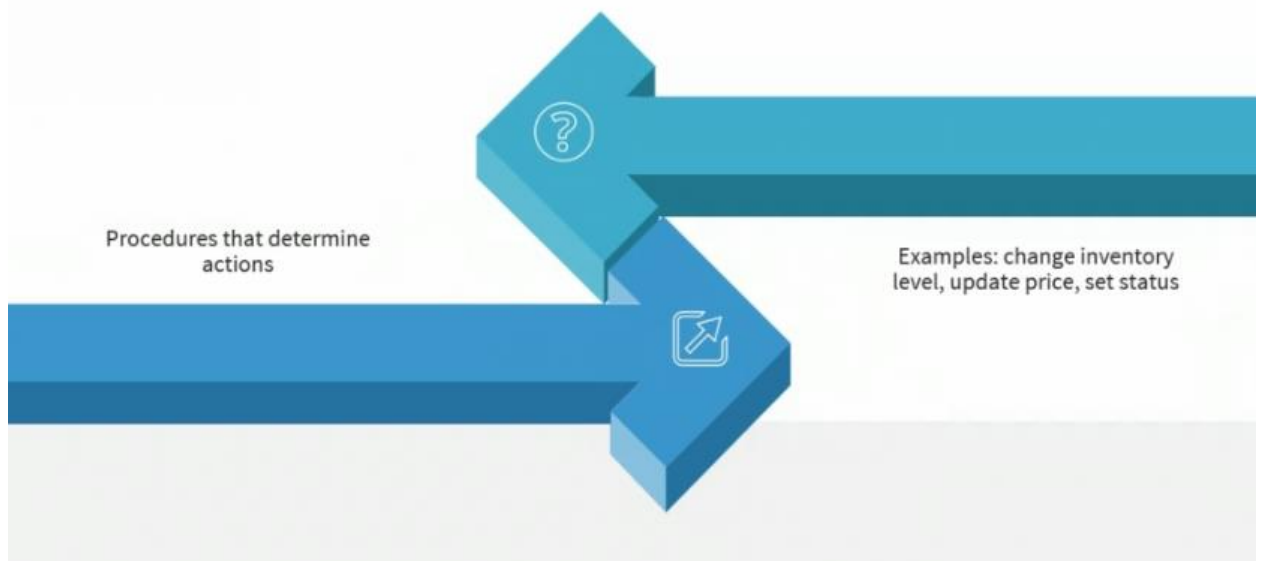 Procedures that determine
actions
Examples: change inventory
level, update price, set status